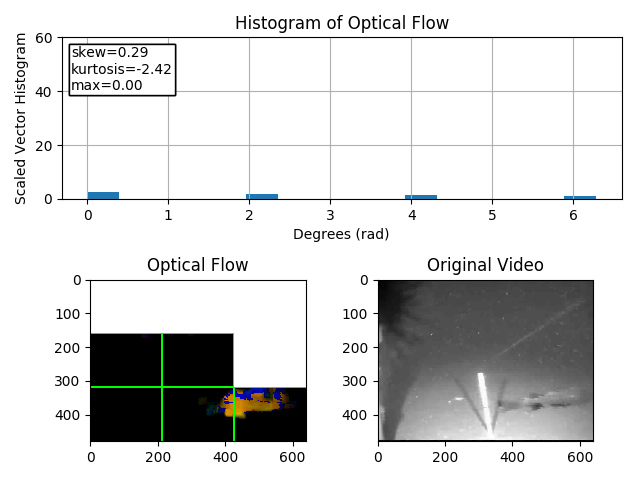 Histogram of Optical Flow
Scaled Vector Histogram
60
40
20
0
skew=0.29
kurtosis=-2.42
max=0.00
0 1 2 3 4 5 6
Degrees (rad)
Optical Flow
0
100
200
300
400
0 200 400 600
Original Video
0
100
200
300
400
0 200 400 600